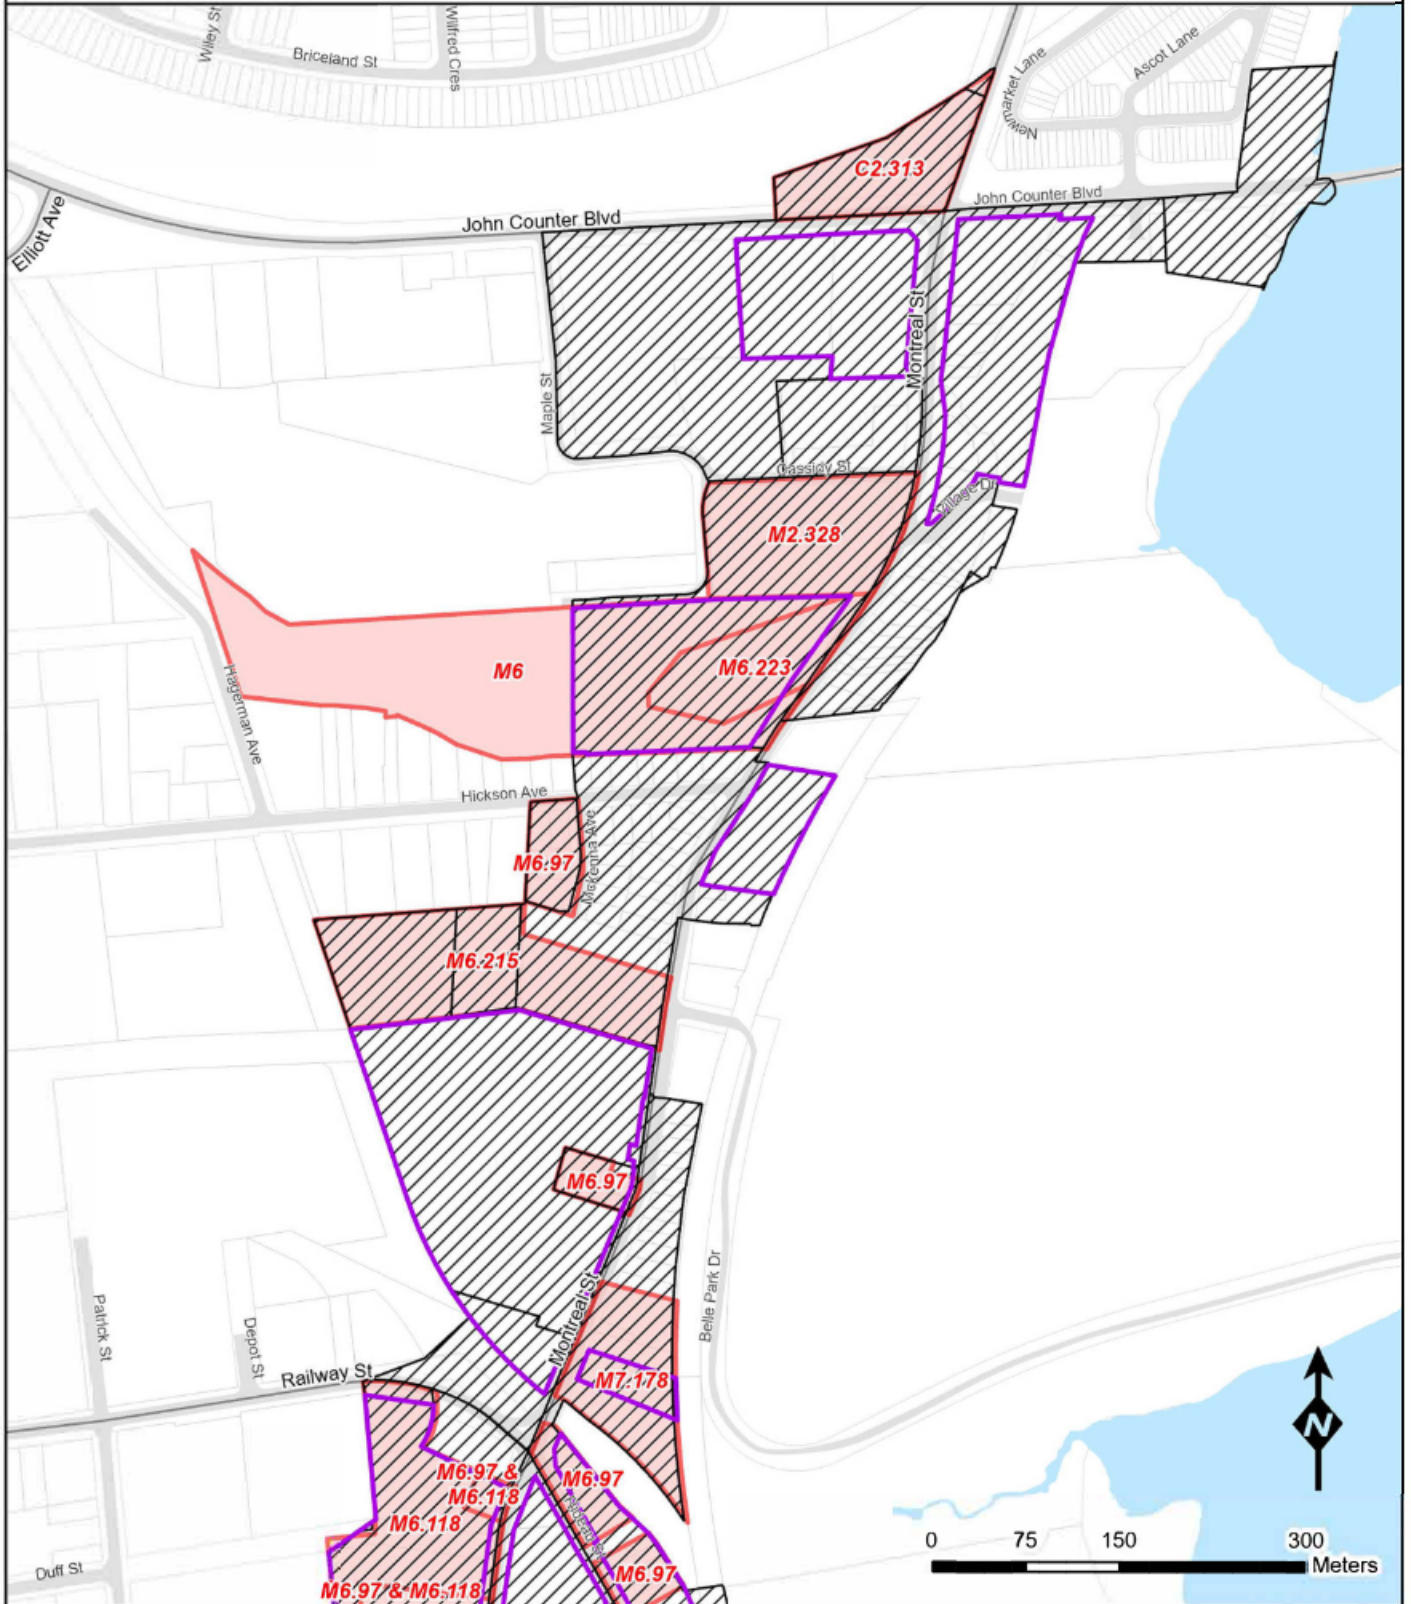 Wiley St
Briceland St
Wilfred Cres
Newmarket Lane
Ascot Lane
C2.313
John Counter Blvd
John Counter Blvd
Elliott Ave
Montreal St
Maple St
Cassidy St
Village Dr
M2.328
M6
M6.223
Hagerman Ave
Hickson Ave
McKenna Ave
M6.97
M6.215
M6.97
Belle Park Dr
Montreal St
Patrick St
Depot St
Railway St
M7.178
N
M6.97 &
M6.118
M6.97
M6.118
Duff St
M6.97
M6.97 & M6.118
0 75 150 300
Meters